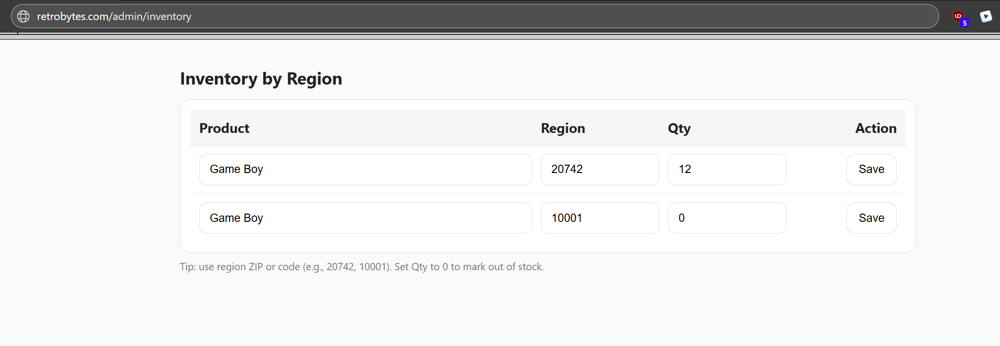 retrobytes.com/admin/inventory
5
Inventory by Region
Product Region Qty Action
Game Boy 20742 12 Save
Game Boy 10001 0 Save
Tip: use region ZIP or code (e.g., 20742, 10001). Set Qty to 0 to mark out of stock.